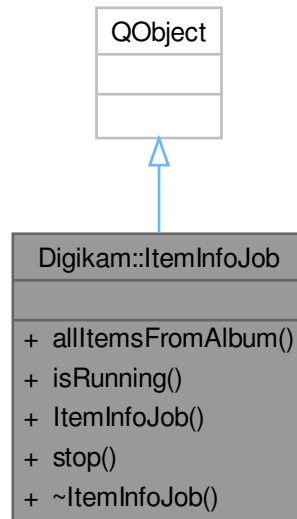 QObject
Digikam::ItemInfoJob
+ allItemsFromAlbum()
+ isRunning()
+ ItemInfoJob()
+ stop()
+ ~ItemInfoJob()